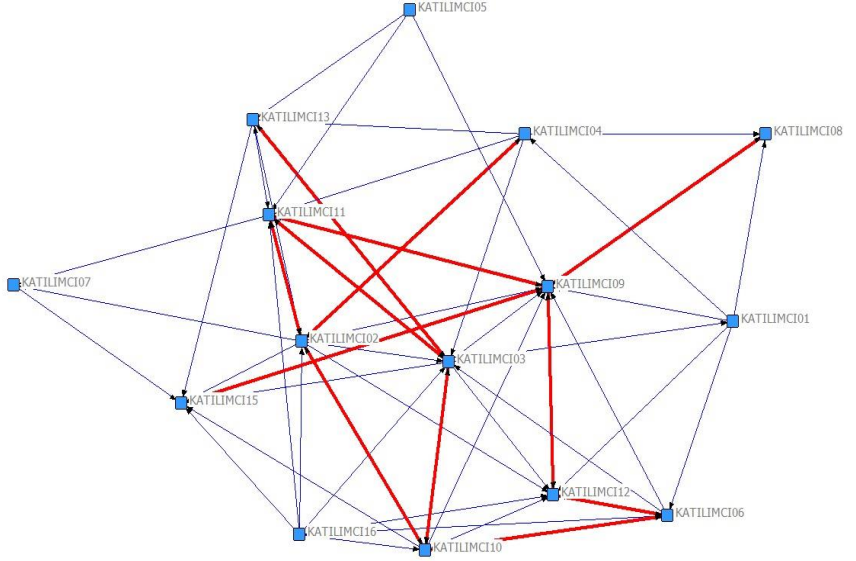 KATILIMCI05
KATILIMCI13
KATILIMCI04
KATILIMCI08
KATILIMCI11
KATILIMCI07
KATILIMCI09
KATILIMCI01
KATILIMCI02
KATILIMCI03
KATILIMCI15
KATILIMCI12
KATILIMCI06
KATILIMCI16
KATILIMCI10